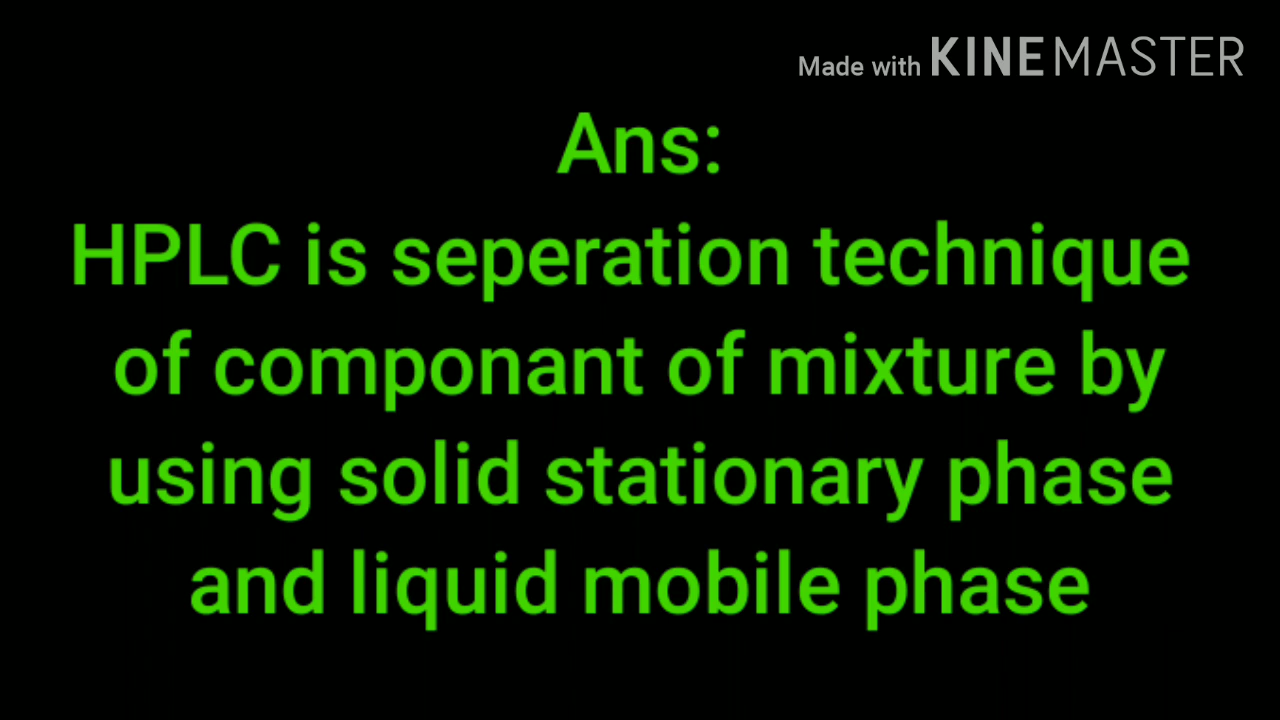 Made with KINEMASTER
Ans:
HPLC is seperation technique
of componant of mixture by
using solid stationary phase
and liquid mobile phase